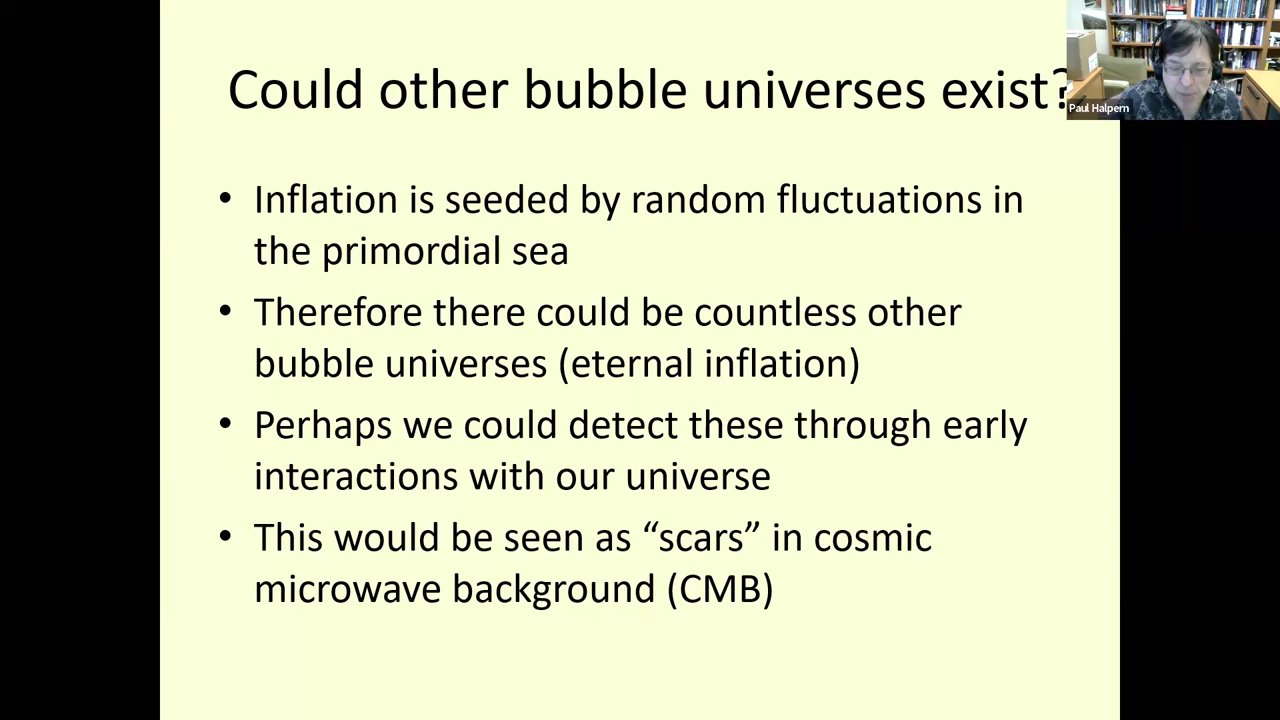 Could other bubble universes exist?
Paul Halpern
• Inflation is seeded by random fluctuations in
the primordial sea
• Therefore there could be countless other
bubble universes (eternal inflation)
• Perhaps we could detect these through early
interactions with our universe
• This would be seen as “scars” in cosmic
microwave background (CMB)